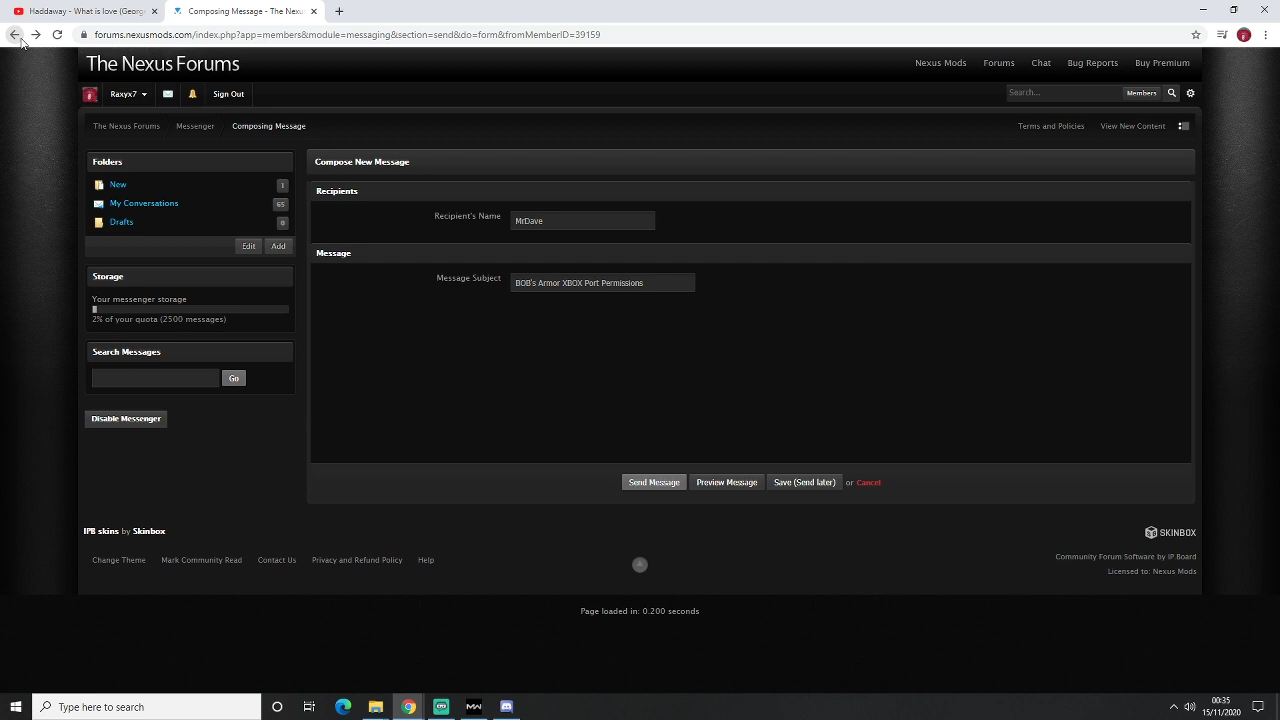 Haddaway - What is love (George
Composing Message - The Nexu
forums.nexusmods.com/index.php?app=members&module=messaging&section=send&do=form&fromMemberID=39159
The Nexus Forums
Nexus Mods Forums Chat Bug Reports Buy Premium
Raxyx7 Sign Out
Search... Members
The Nexus Forums Messenger Composing Message
Terms and Policies View New Content
Folders
New 1
My Conversations 65
Drafts 0
Edit Add
Storage
Your messenger storage
2% of your quota (2500 messages)
Search Messages
Go
Disable Messenger
Compose New Message
Recipients
Recipient's Name MrDave
Message
Message Subject BOB's Armor XBOX Port Permissions
Send Message Preview Message Save (Send later) or Cancel
IPB skins by Skinbox
SKINBOX
Change Theme Mark Community Read Contact Us Privacy and Refund Policy Help
Community Forum Software by IP.Board
Licensed to: Nexus Mods
Page loaded in: 0.200 seconds
Type here to search
MW
00:35
15/11/2020